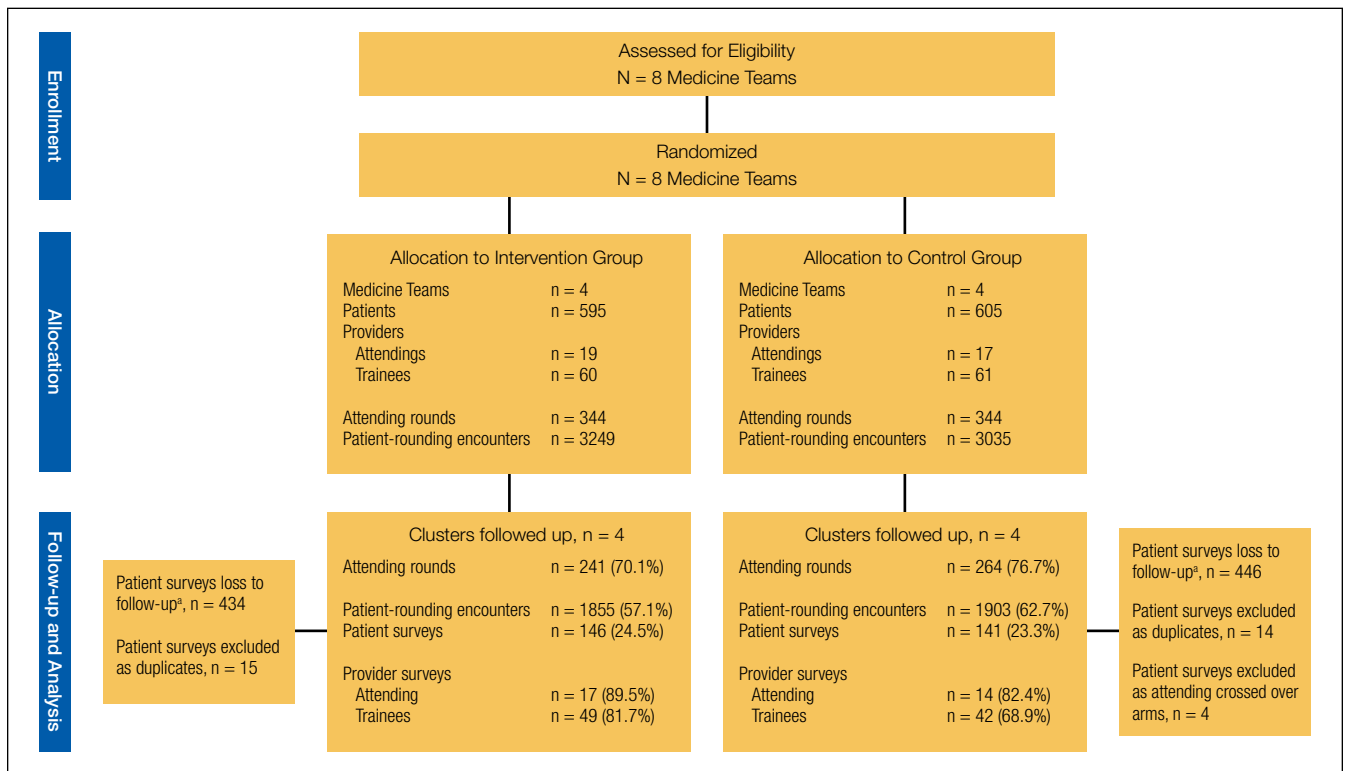 Enrollment
Assessed for Eligibility
N = 8 Medicine Teams
Randomized
N = 8 Medicine Teams
Allocation
Allocation to Intervention Group
Medicine Teams n = 4
Patients n = 595
Providers
Attendings n = 19
Trainees n = 60
Attending rounds n = 344
Patient-rounding encounters n = 3249
Allocation to Control Group
Medicine Teams n = 4
Patients n = 605
Providers
Attendings n = 17
Trainees n = 61
Attending rounds n = 344
Patient-rounding encounters n = 3035
Follow-up and Analysis
Patient surveys loss to
follow-upᵃ, n = 434
Patient surveys excluded
as duplicates, n = 15
Clusters followed up, n = 4
Attending rounds n = 241 (70.1%)
Patient-rounding encounters n = 1855 (57.1%)
Patient surveys n = 146 (24.5%)
Provider surveys
Attending n = 17 (89.5%)
Trainees n = 49 (81.7%)
Clusters followed up, n = 4
Attending rounds n = 264 (76.7%)
Patient-rounding encounters n = 1903 (62.7%)
Patient surveys n = 141 (23.3%)
Provider surveys
Attending n = 14 (82.4%)
Trainees n = 42 (68.9%)
Patient surveys loss to
follow-upᵃ, n = 446
Patient surveys excluded
as duplicates, n = 14
Patient surveys excluded
as attending crossed over
arms, n = 4